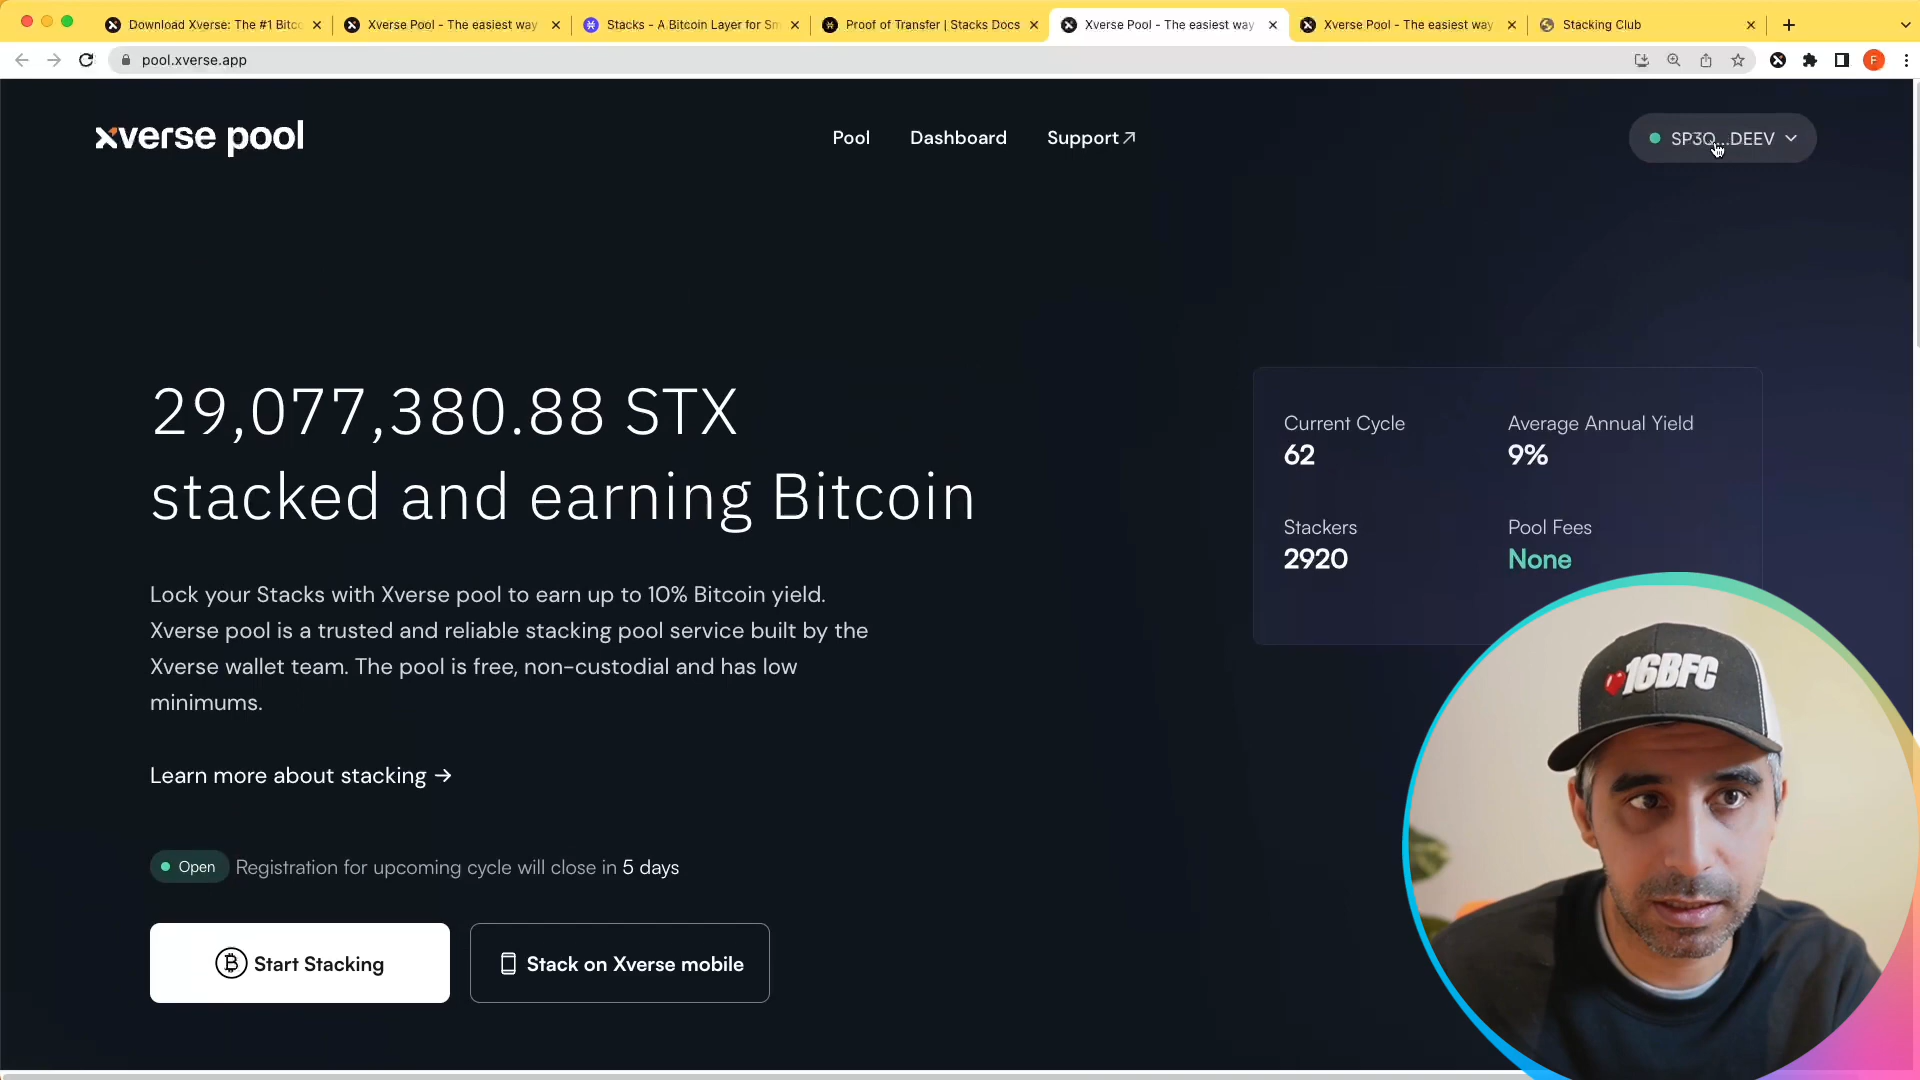 Download Xverse: The #1 Bitco
Xverse Pool - The easiest way
Stacks - A Bitcoin Layer for Sm
Proof of Transfer | Stacks Docs
Xverse Pool - The easiest way
Xverse Pool - The easiest way
Stacking Club
pool.xverse.app
F
xverse pool
Pool
Dashboard
Support
SP3Q...DEEV
29,077,380.88 STX
stacked and earning Bitcoin
Lock your Stacks with Xverse pool to earn up to 10% Bitcoin yield.
Xverse pool is a trusted and reliable stacking pool service built by the
Xverse wallet team. The pool is free, non-custodial and has low
minimums.
Learn more about stacking →
Open Registration for upcoming cycle will close in 5 days
Start Stacking
Stack on Xverse mobile
Current Cycle
62
Average Annual Yield
9%
Stackers
2920
Pool Fees
None
16BFC